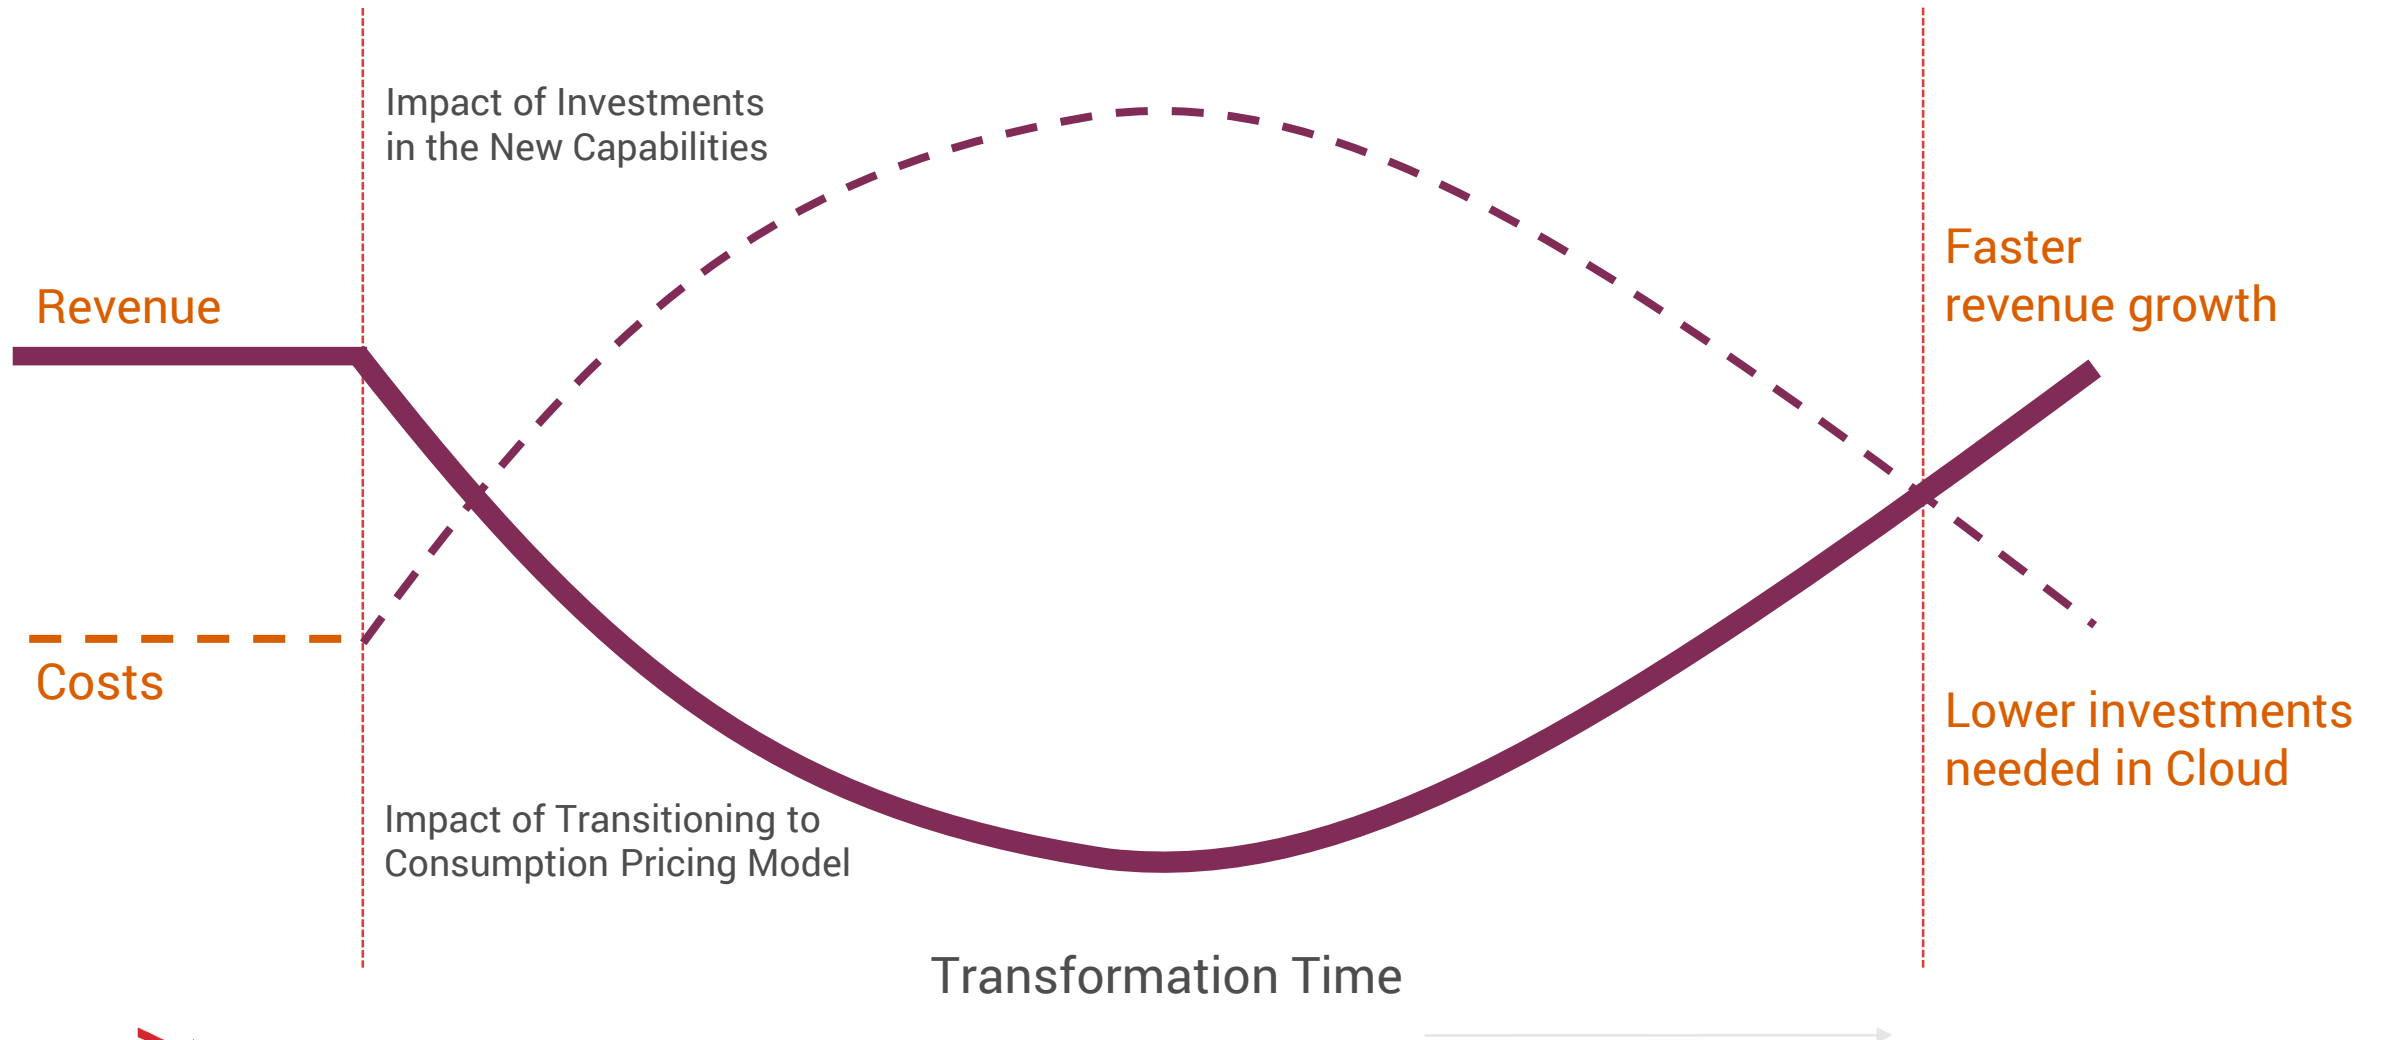 Impact of Investments
in the New Capabilities
Revenue
Faster
revenue growth
Costs
Lower investments
needed in Cloud
Impact of Transitioning to
Consumption Pricing Model
Transformation Time